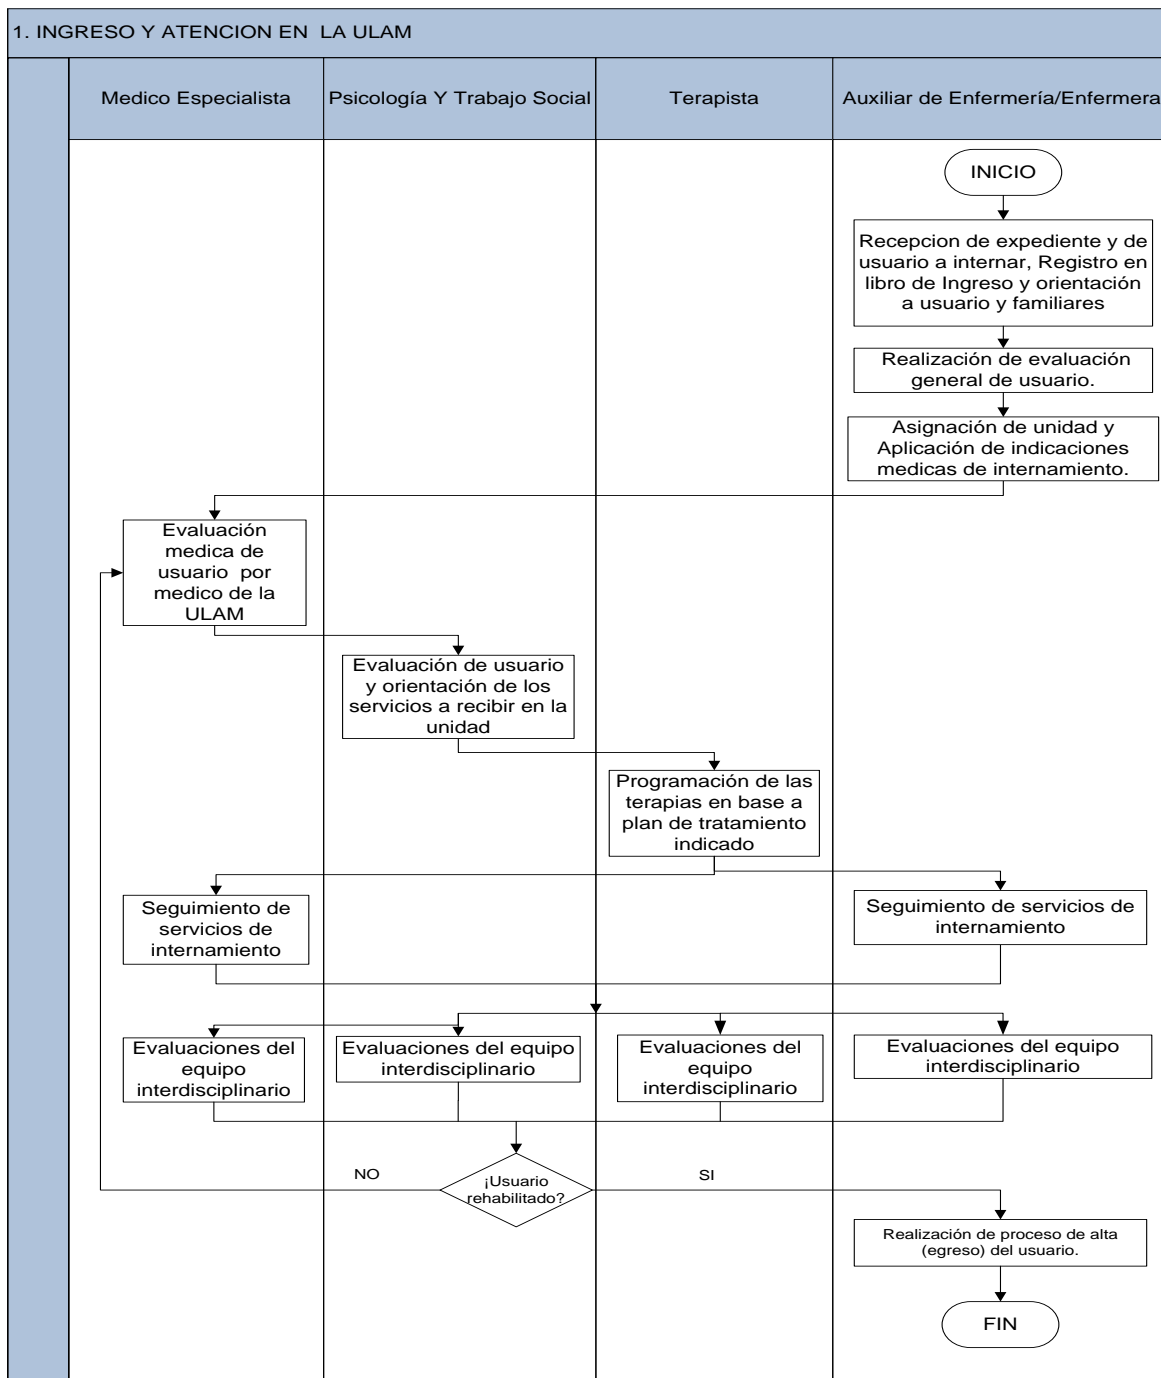 1. INGRESO Y ATENCION EN  LA ULAM
Medico Especialista
Psicología Y Trabajo Social
Terapista
Auxiliar de Enfermería/Enfermera
INICIO
Recepcion de expediente y de
usuario a internar, Registro en
libro de Ingreso y orientación
a usuario y familiares
Realización de evaluación
general de usuario.
Asignación de unidad y
Aplicación de indicaciones
medicas de internamiento.
Evaluación
medica de
usuario  por
medico de la
ULAM
Evaluación de usuario
y orientación de los
servicios a recibir en la
unidad
Programación de las
terapias en base a
plan de tratamiento
indicado
Seguimiento de
servicios de
internamiento
Seguimiento de servicios de
internamiento
Evaluaciones del
equipo
interdisciplinario
Evaluaciones del equipo
interdisciplinario
Evaluaciones del
equipo
interdisciplinario
Evaluaciones del equipo
interdisciplinario
NO
¡Usuario
rehabilitado?
SI
Realización de proceso de alta
(egreso) del usuario.
FIN